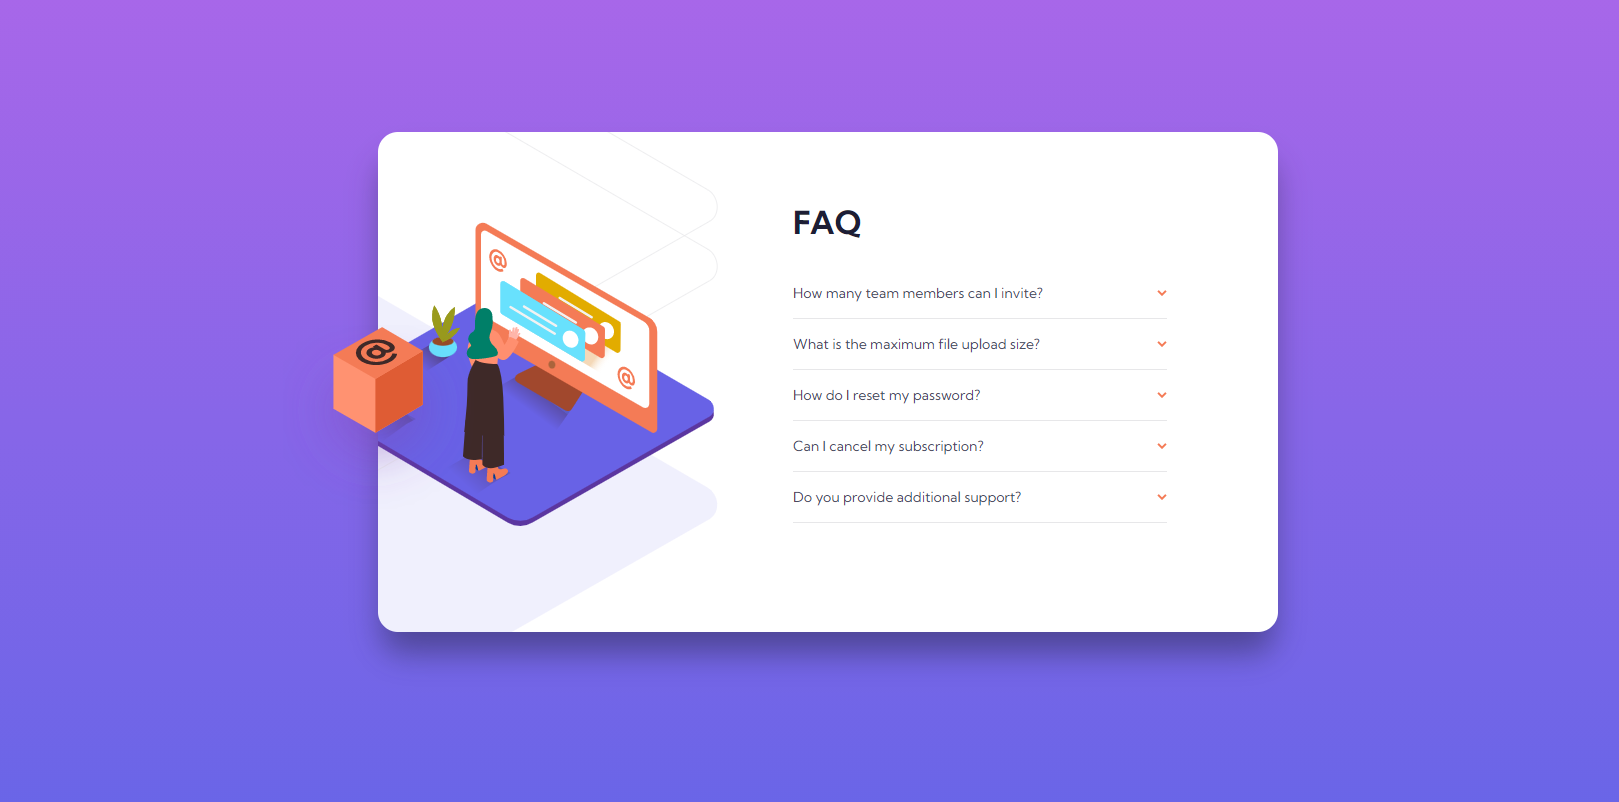 FAQ
How many team members can I invite?
What is the maximum file upload size?
How do I reset my password?
Can I cancel my subscription?
Do you provide additional support?
@
@
@